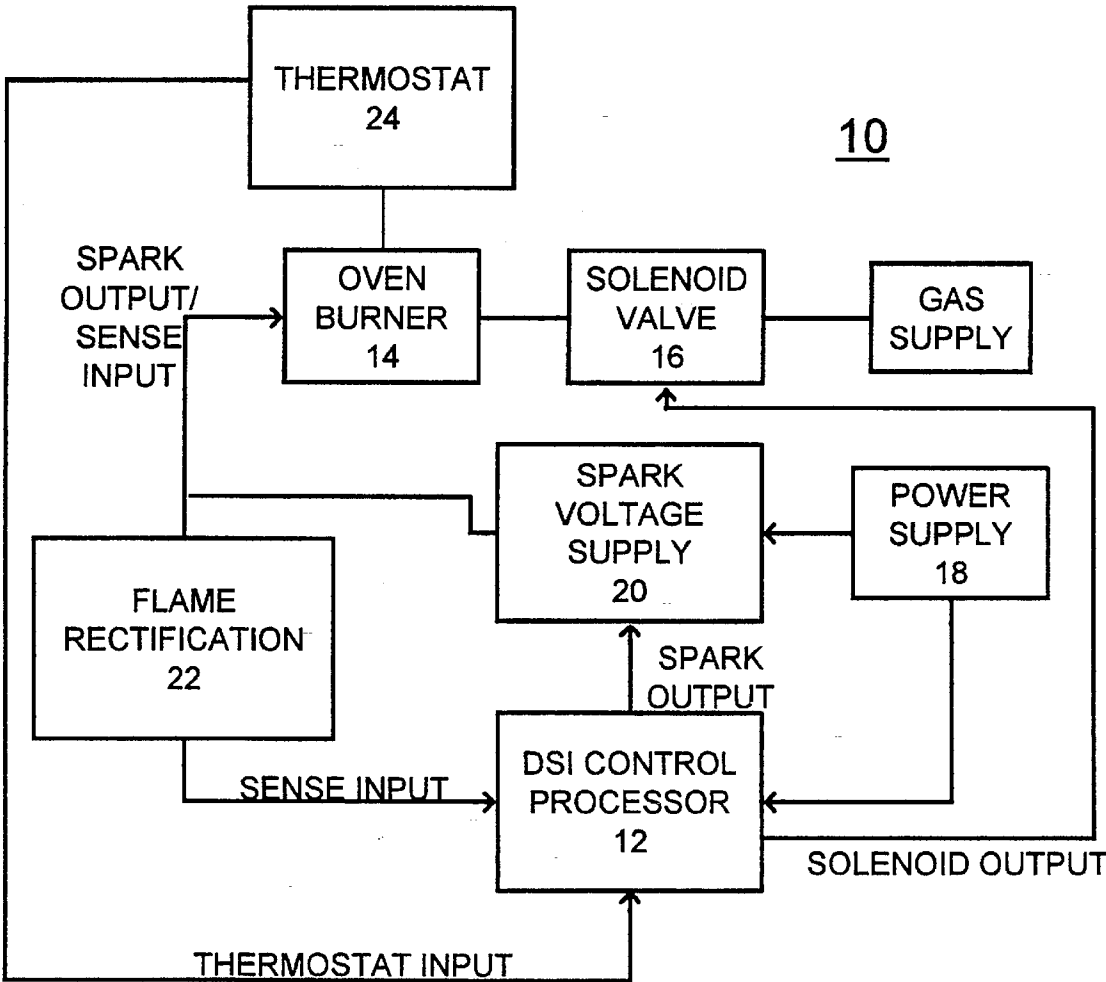 THERMOSTAT
24
10
SPARK
OUTPUT/
SENSE
INPUT
OVEN
BURNER
14
SOLENOID
VALVE
16
GAS
SUPPLY
SPARK
VOLTAGE
SUPPLY
20
POWER
SUPPLY
18
FLAME
RECTIFICATION
22
SPARK
OUTPUT
SENSE INPUT
DSI CONTROL
PROCESSOR
12
SOLENOID OUTPUT
THERMOSTAT INPUT